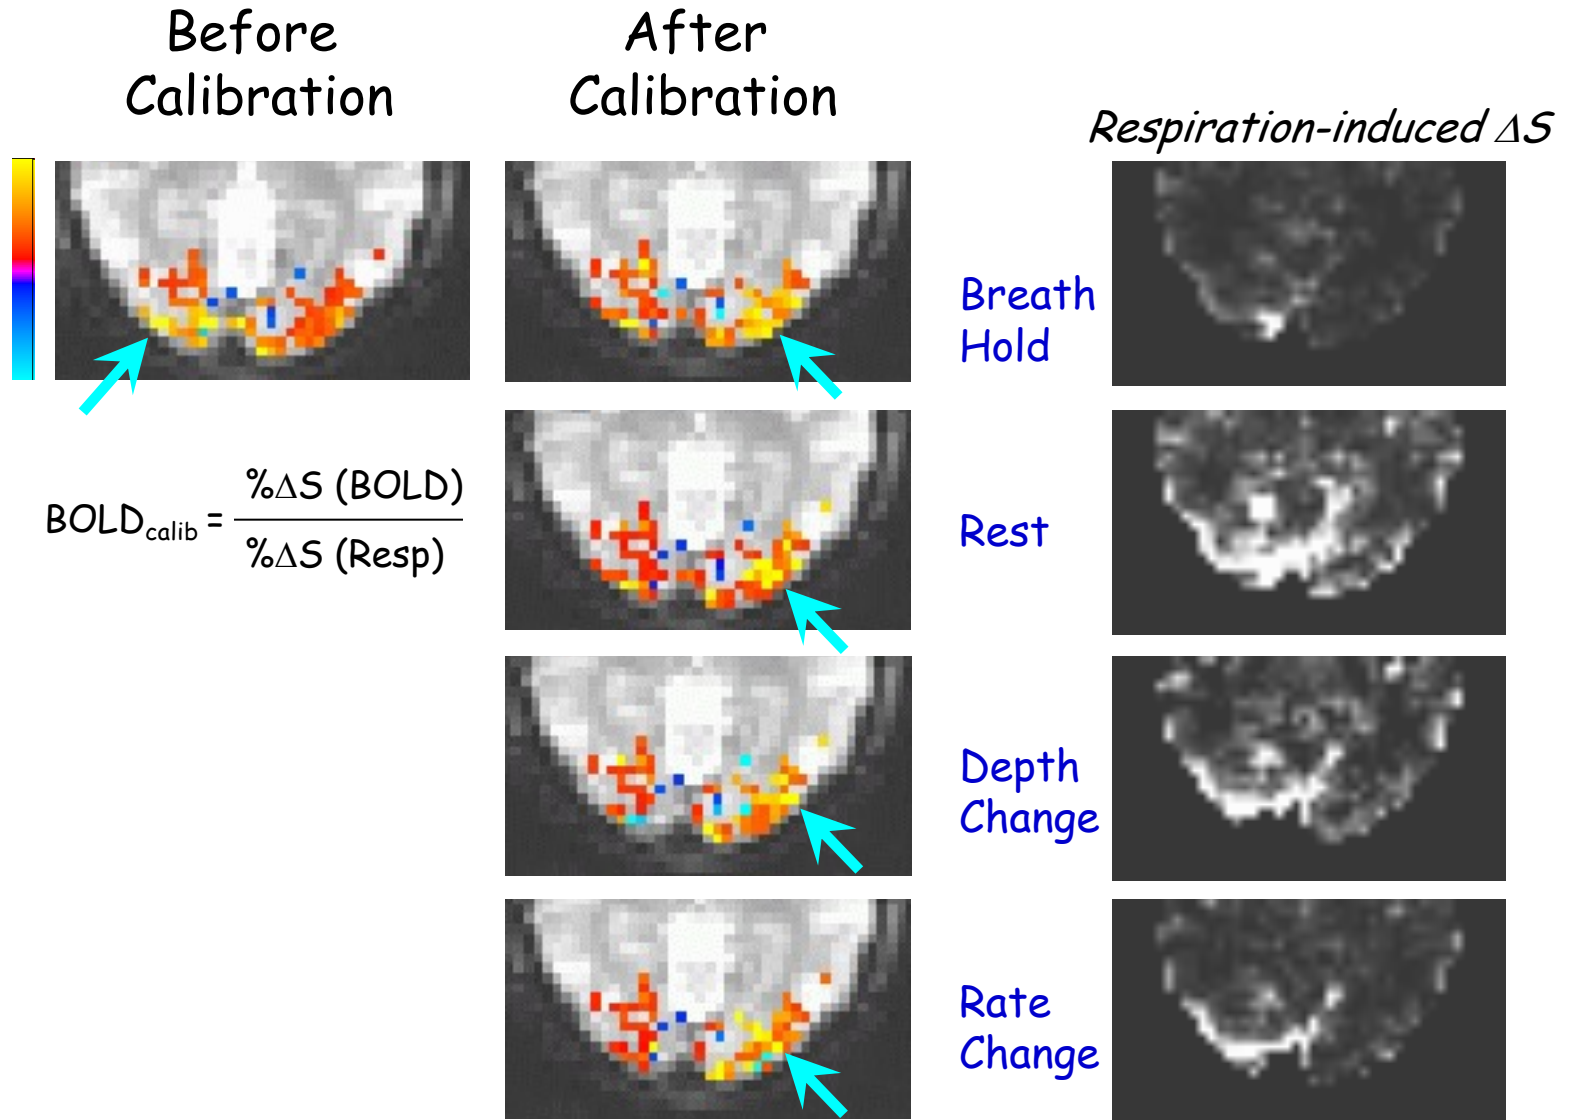 Before
Calibration
After
Calibration
Respiration-induced ΔS
Breath
Hold
BOLDcalib = %ΔS (BOLD)
%ΔS (Resp)
Rest
Depth
Change
Rate
Change